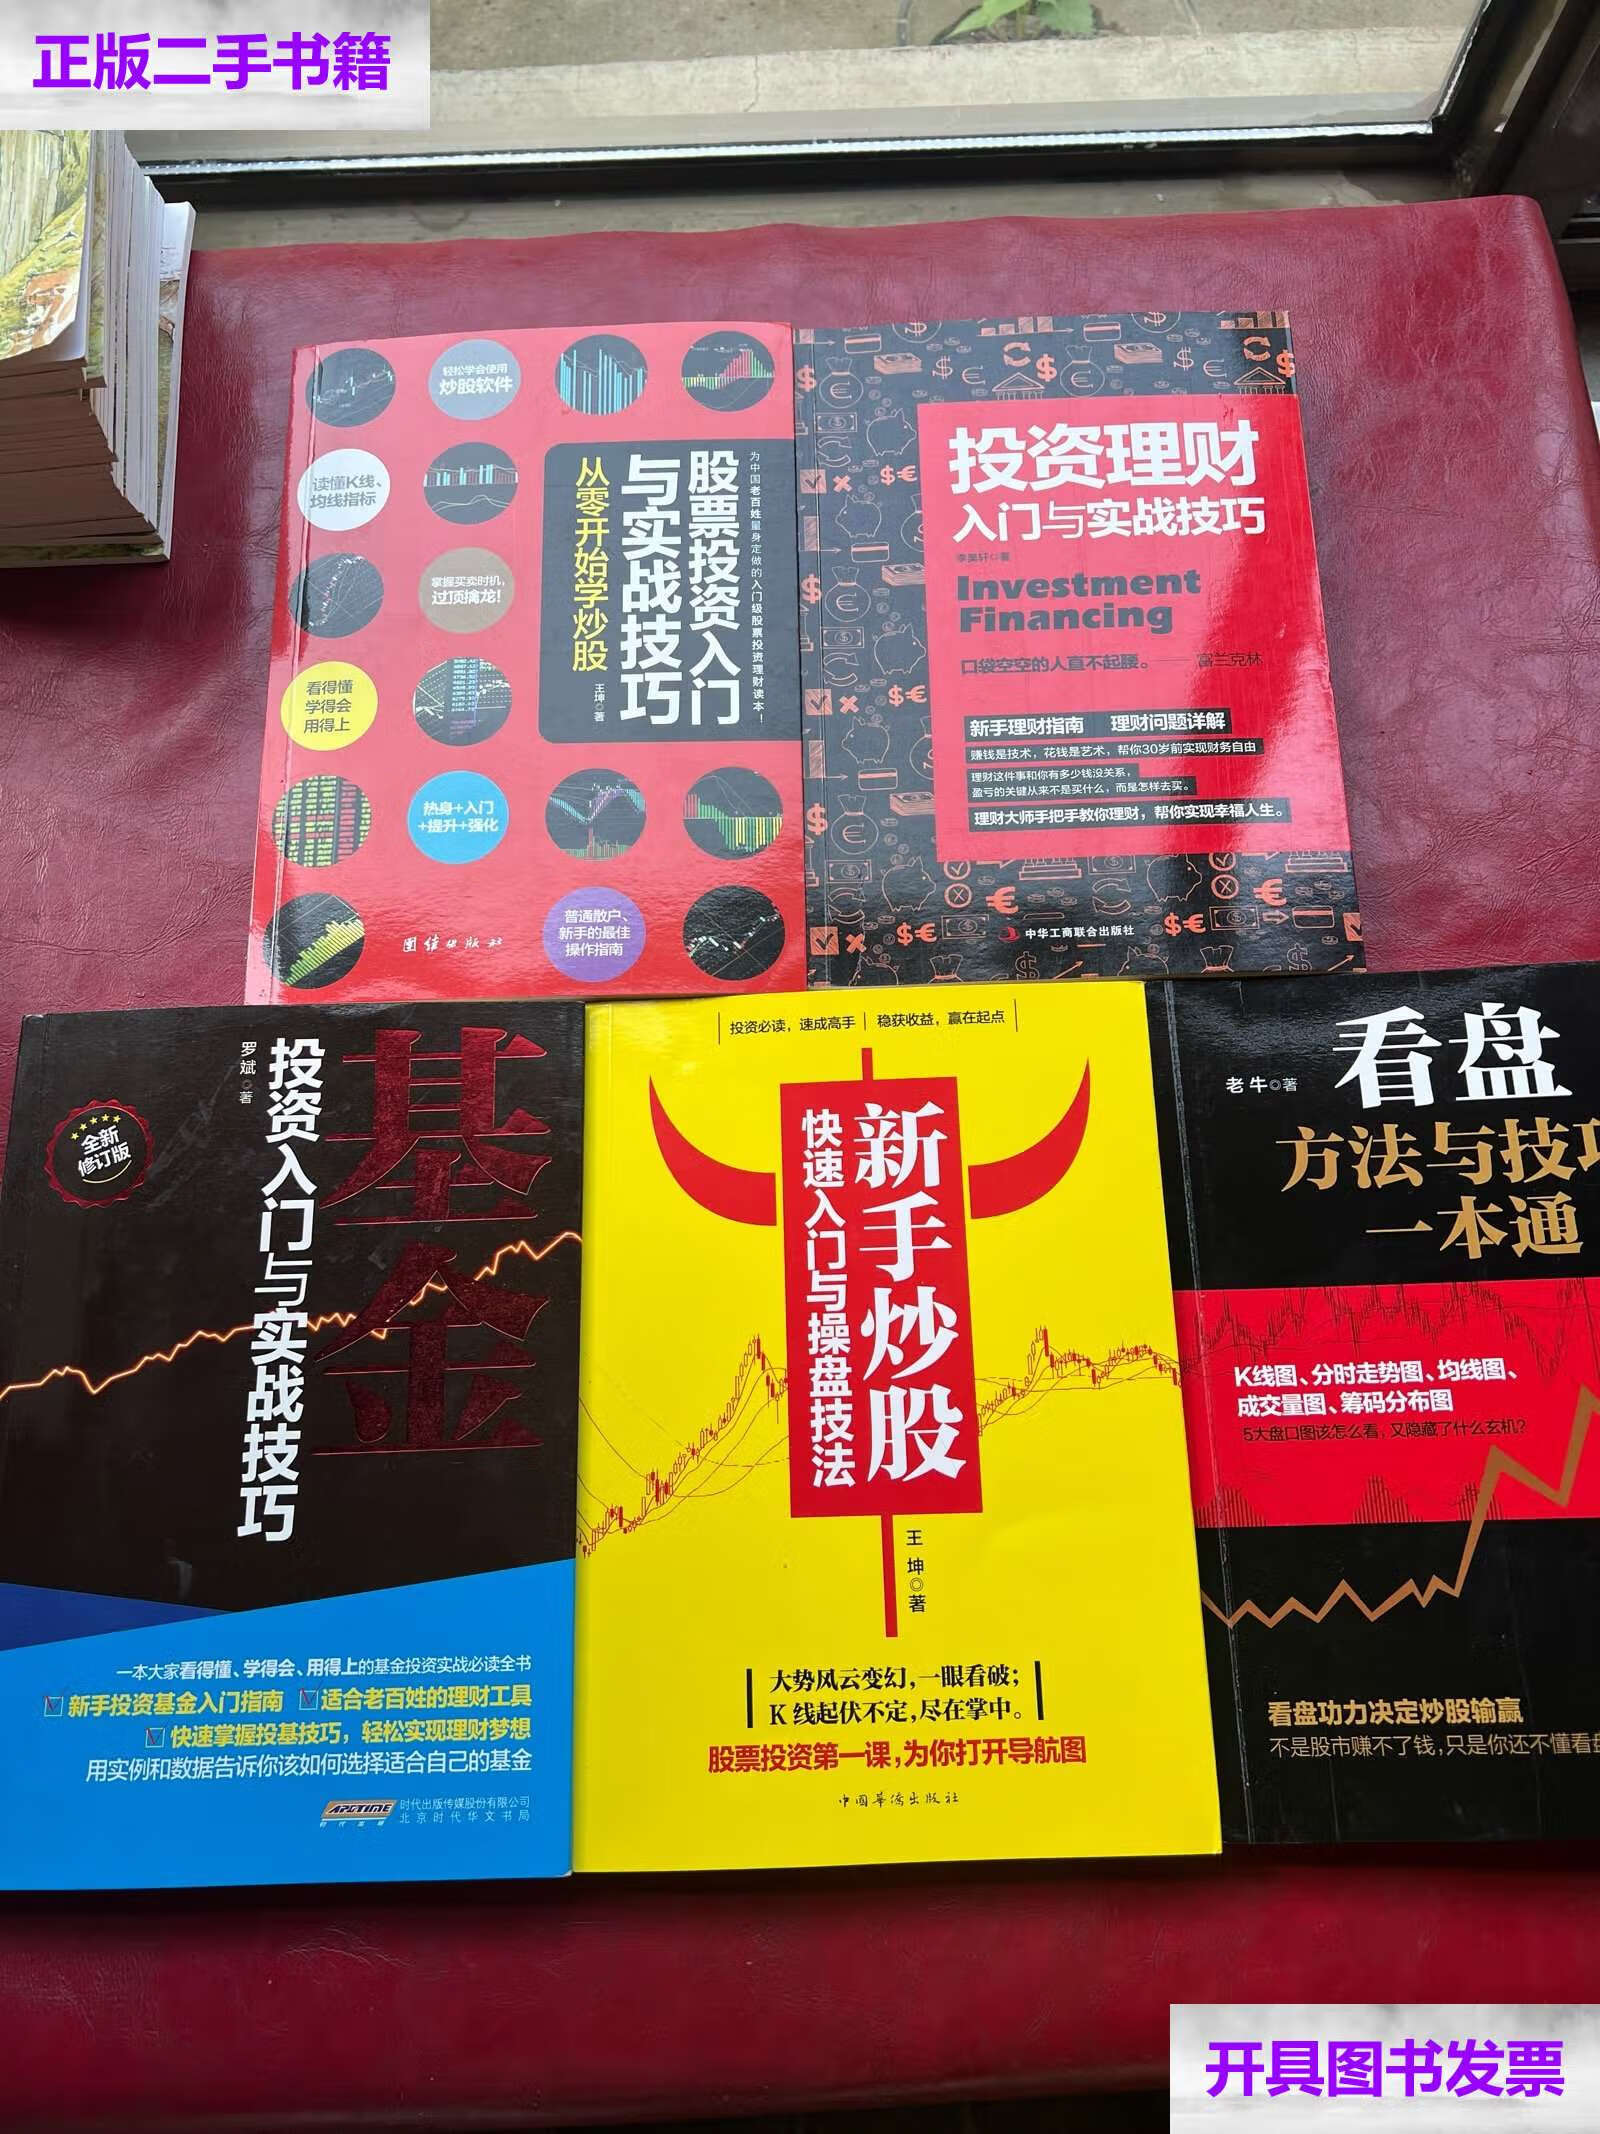 正版二手书籍
轻松学会使用
炒股软件
读懂K线、
均线指标
掌握买卖时机，
过顶擒龙！
看得懂
学得会
用得上
热身+入门
+提升+强化
普通散户、
新手的最佳
操作指南
为中国老百姓量身定做的入门级股票投资理财读本！
股票投资入门
与实战技巧
从零开始学炒股
王坤◎著
团结出版社
投资理财
入门与实战技巧
李昊轩◎著
Investment
Financing
口袋空空的人直不起腰。——富兰克林
新手理财指南 理财问题详解
赚钱是技术，花钱是艺术，帮你30岁前实现财务自由
理财这件事和你有多少钱没关系，
盈亏的关键从来不是买什么，而是怎样去买。
理财大师手把手教你理财，帮你实现幸福人生。
中华工商联合出版社
基金
投资入门与实战技巧
罗斌◎著
全新
修订版
一本大家看得懂、学得会、用得上的基金投资实战必读全书
新手投资基金入门指南 适合老百姓的理财工具
快速掌握投基技巧，轻松实现理财梦想
用实例和数据告诉你该如何选择适合自己的基金
ARCTIME
时代出版
时代出版传媒股份有限公司
北京时代华文书局
投资必读，速成高手 稳获收益，赢在起点
新手炒股
快速入门与操盘技法
王坤◎著
大势风云变幻，一眼看破；
K线起伏不定，尽在掌中。
股票投资第一课，为你打开导航图
中国华侨出版社
看盘
老牛◎著
方法与技巧
一本通
K线图、分时走势图、均线图、
成交量图、筹码分布图
5大盘口图该怎么看，又隐藏了什么玄机？
看盘功力决定炒股输赢
不是股市赚不了钱，只是你还不懂看盘
开具图书发票